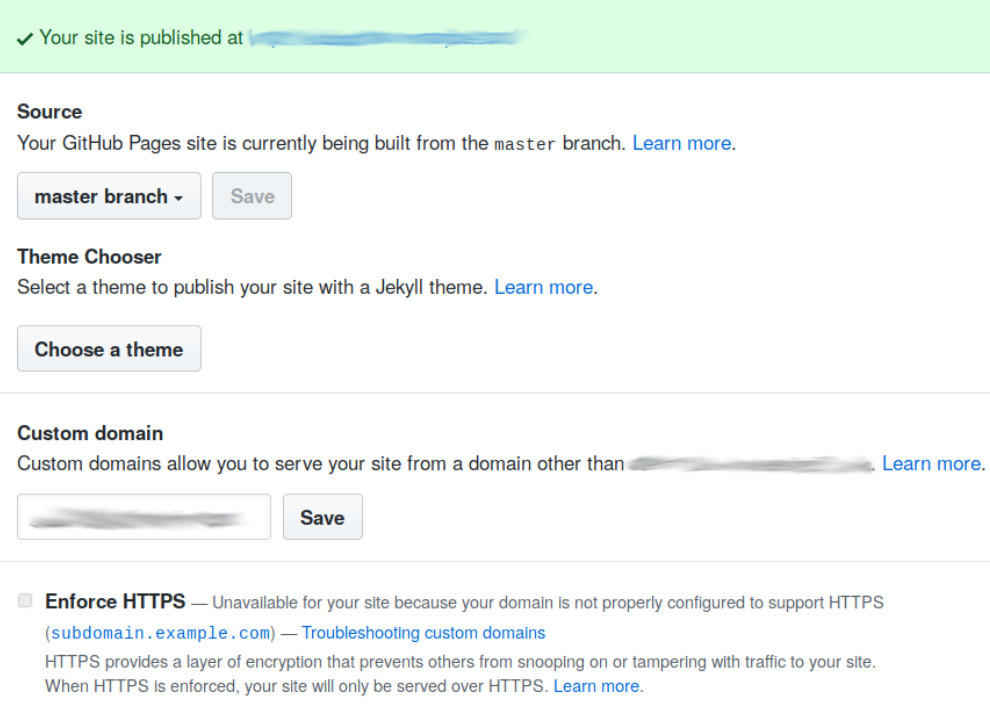 Your site is published at
Source
Your GitHub Pages site is currently being built from the master branch. Learn more.
master branch Save
Theme Chooser
Select a theme to publish your site with a Jekyll theme. Learn more.
Choose a theme
Custom domain
Custom domains allow you to serve your site from a domain other than . Learn more.
Save
Enforce HTTPS — Unavailable for your site because your domain is not properly configured to support HTTPS
(subdomain.example.com) — Troubleshooting custom domains
HTTPS provides a layer of encryption that prevents others from snooping on or tampering with traffic to your site.
When HTTPS is enforced, your site will only be served over HTTPS. Learn more.